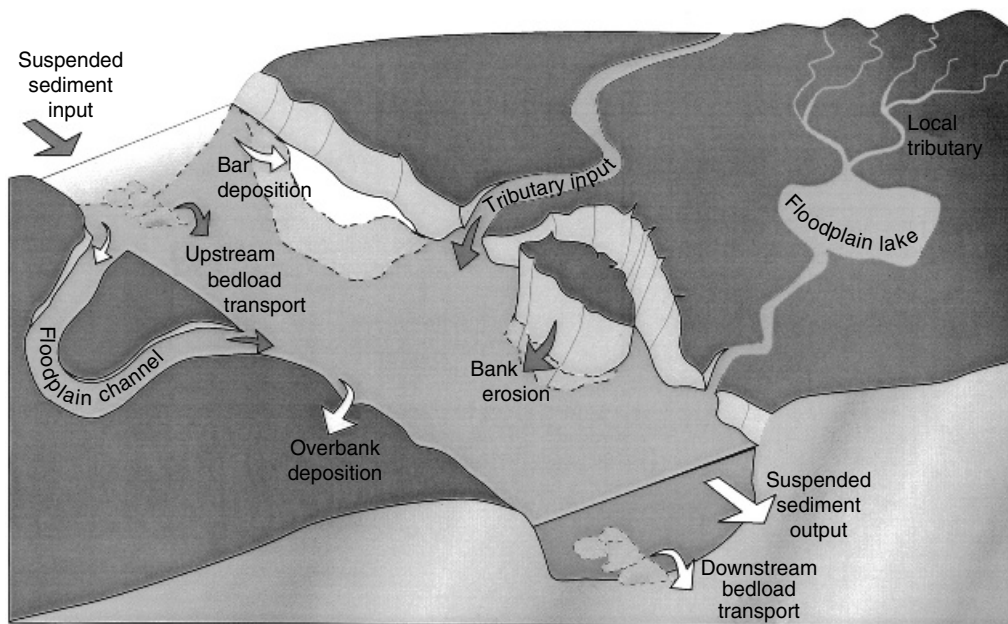 Suspended
sediment
input
Bar
deposition
Tributary input
Local
tributary
Floodplain lake
Upstream
bedload
transport
Floodplain channel
Bank
erosion
Overbank
deposition
Suspended
sediment
output
Downstream
bedload
transport